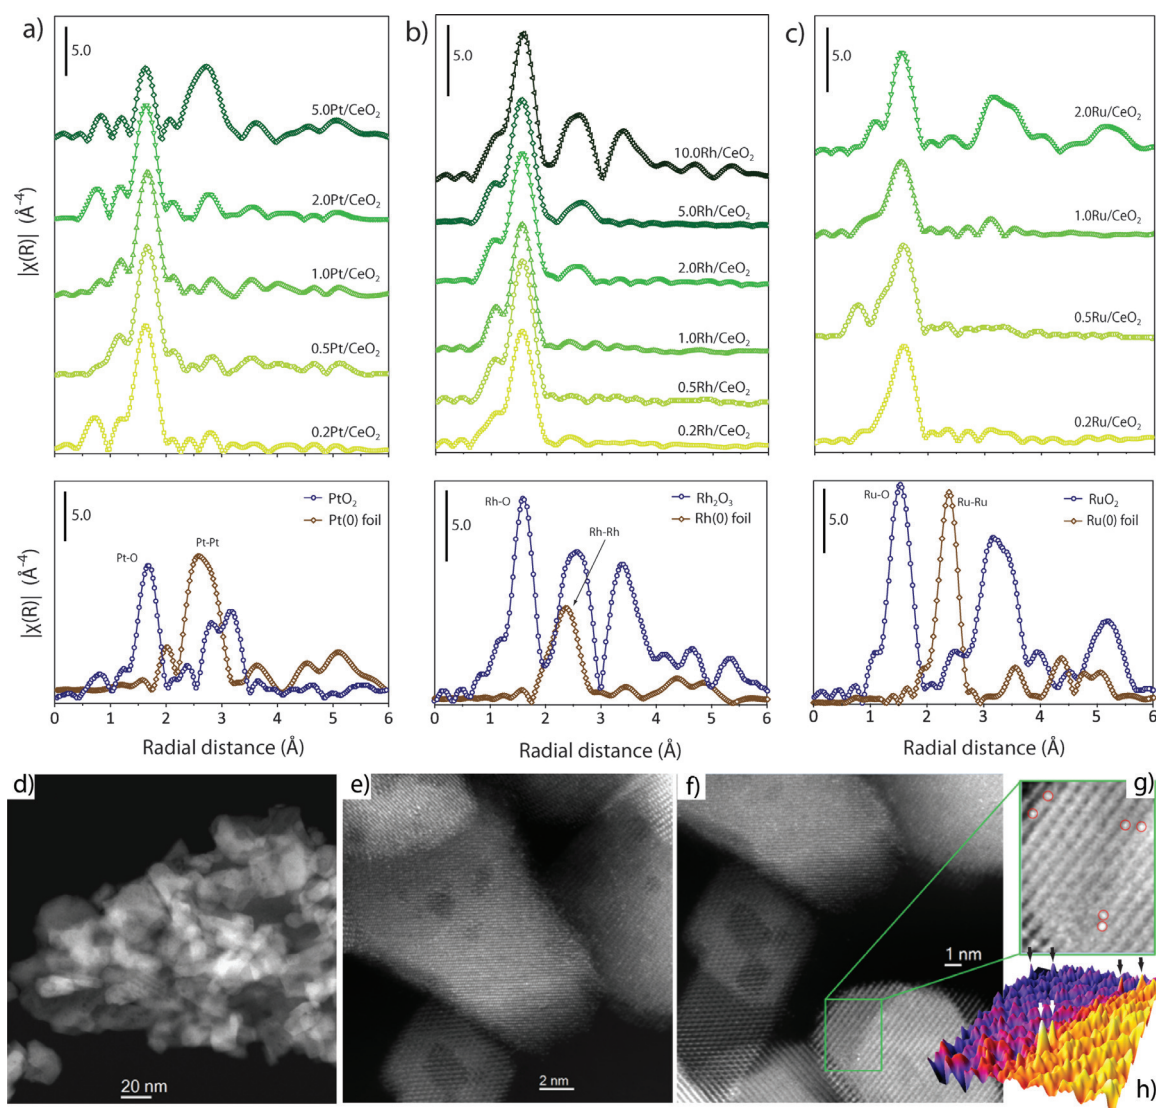 a)
5.0
5.0Pt/CeO2
2.0Pt/CeO2
1.0Pt/CeO2
0.5Pt/CeO2
0.2Pt/CeO2
|χ(R)| (Å-4)
b)
5.0
10.0Rh/CeO2
5.0Rh/CeO2
2.0Rh/CeO2
1.0Rh/CeO2
0.5Rh/CeO2
0.2Rh/CeO2
c)
5.0
2.0Ru/CeO2
1.0Ru/CeO2
0.5Ru/CeO2
0.2Ru/CeO2
5.0
PtO2
Pt(0) foil
Pt-O
Pt-Pt
|χ(R)| (Å-4)
0 1 2 3 4 5 6
Radial distance (Å)
5.0
Rh-O
Rh2O3
Rh(0) foil
Rh-Rh
0 1 2 3 4 5 6
Radial distance (Å)
5.0
Ru-O
Ru-Ru
RuO2
Ru(0) foil
0 1 2 3 4 5 6
Radial distance (Å)
d)
20 nm
e)
2 nm
f)
1 nm
g)
h)